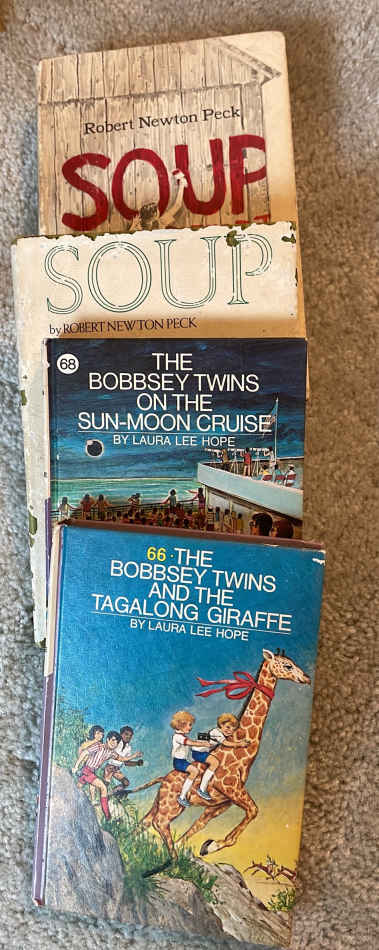 Robert Newton Peck
SOUP
SOUP
by ROBERT NEWTON PECK
68
THE
BOBBSEY TWINS
ON THE
SUN-MOON CRUISE
BY LAURA LEE HOPE
66·THE
BOBBSEY TWINS
AND THE
TAGALONG GIRAFFE
BY LAURA LEE HOPE